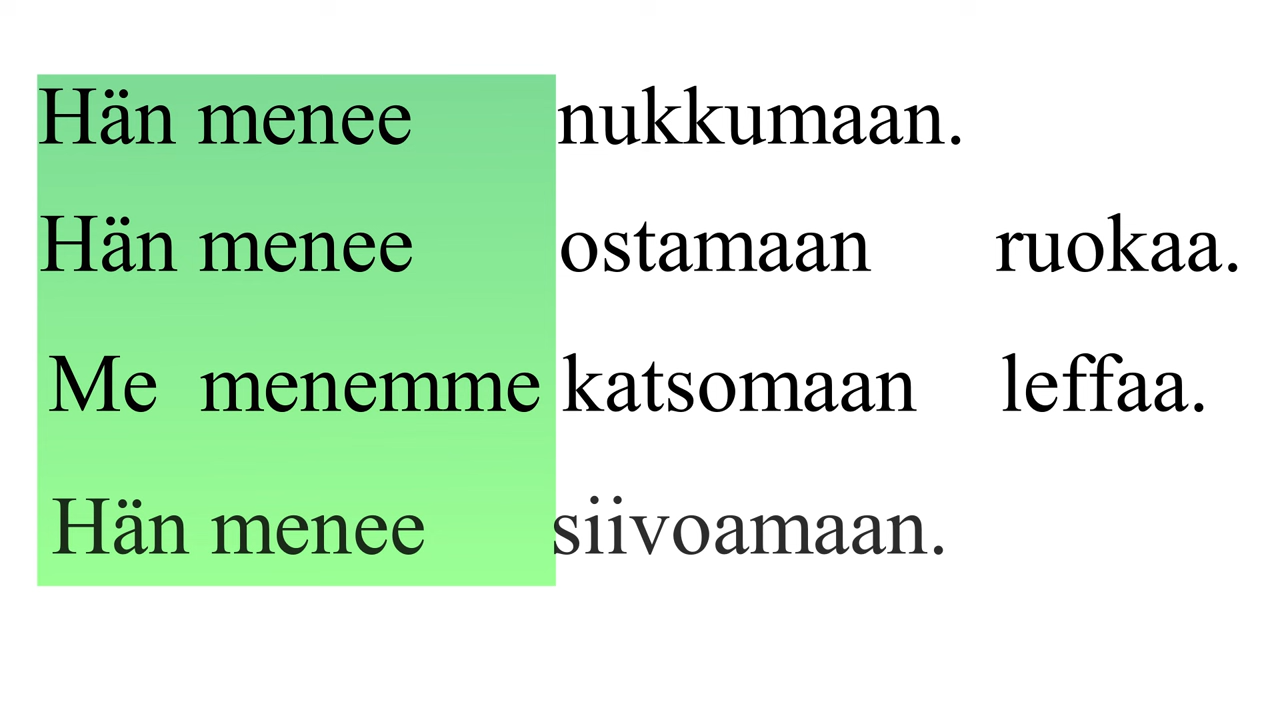 Hän menee nukkumaan.
Hän menee ostamaan ruokaa.
Me menemme katsomaan leffaa.
Hän menee siivoamaan.